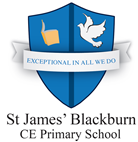 EXCEPTIONAL IN ALL WE DO
St James' Blackburn
CE Primary School